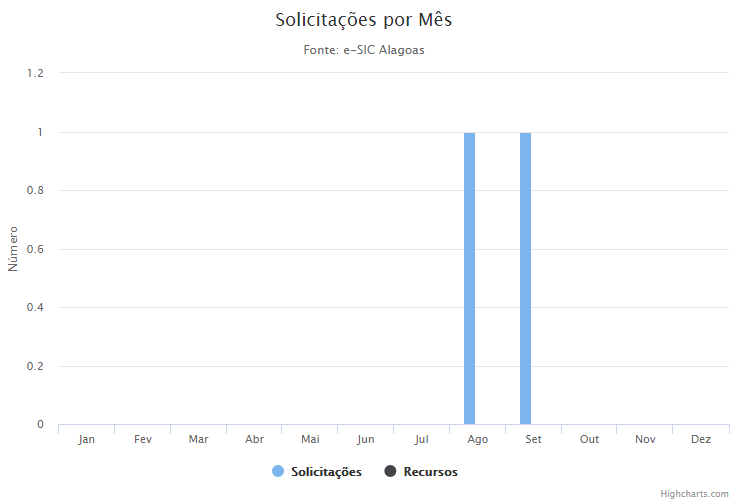 Solicitações por Mês
Fonte: e-SIC Alagoas
1.2
1
0.8
0.6
0.4
0.2
0
Número
Jan Fev Mar Abr Mai Jun Jul Ago Set Out Nov Dez
Solicitações Recursos
Highcharts.com